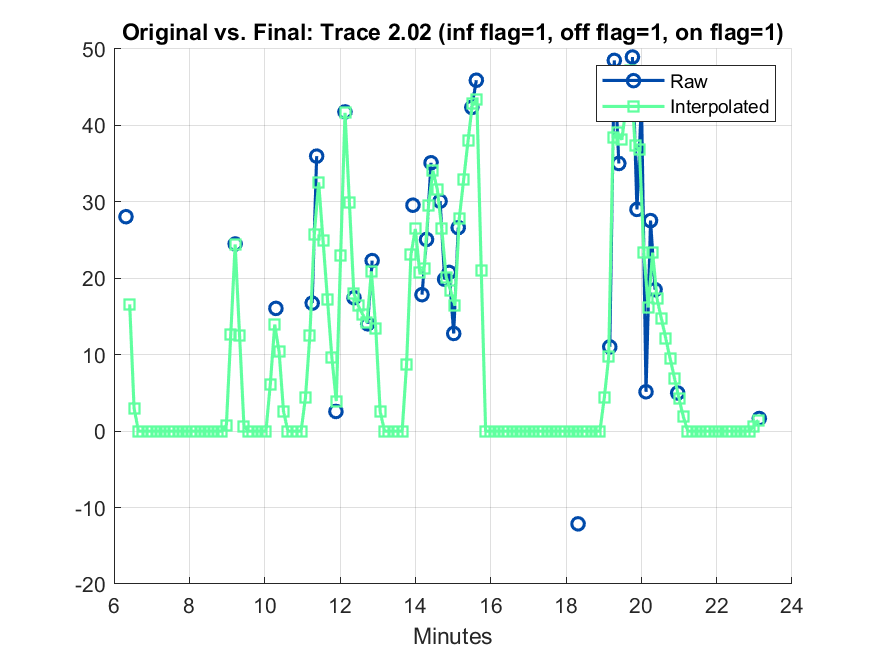 Original vs. Final: Trace 2.02 (inf flag=1, off flag=1, on flag=1)
50
40
30
20
10
0
-10
-20
Raw
Interpolated
6 8 10 12 14 16 18 20 22 24
Minutes